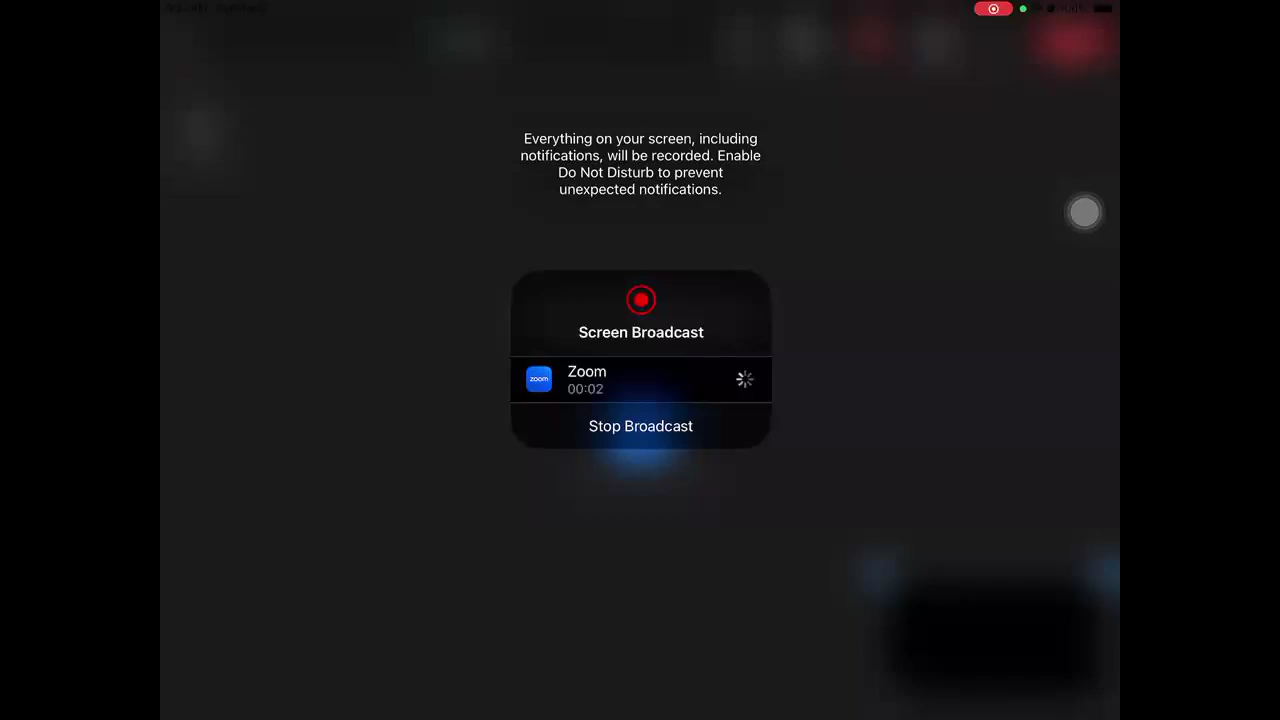 Everything on your screen, including
notifications, will be recorded. Enable
Do Not Disturb to prevent
unexpected notifications.
Screen Broadcast
zoom
Zoom
00:02
Stop Broadcast